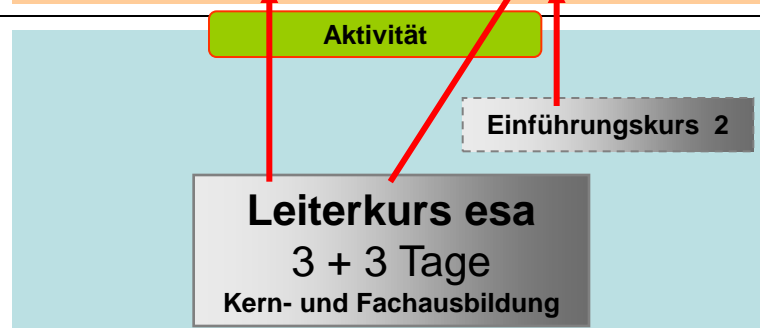 Aktivität
Einführungskurs 2
Leiterkurs esa
3 + 3 Tage
Kern- und Fachausbildung